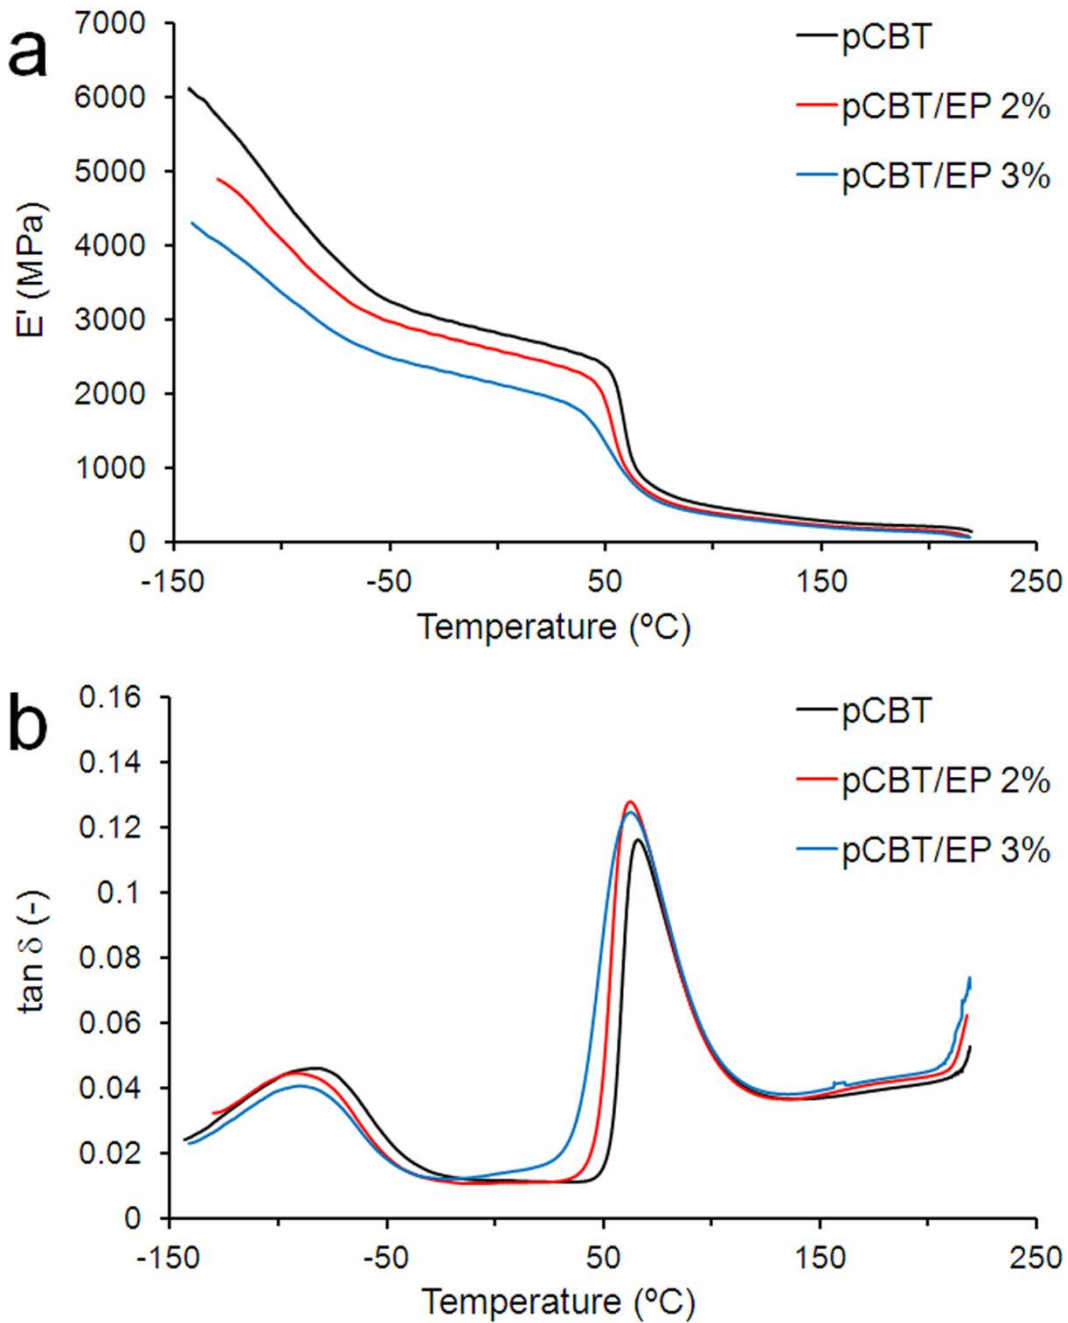 a
7000
6000
5000
4000
3000
2000
1000
0
E' (MPa)
pCBT
pCBT/EP 2%
pCBT/EP 3%
-150
-50
50
150
250
Temperature (ºC)
b
0.16
0.14
0.12
0.1
0.08
0.06
0.04
0.02
0
tan δ (-)
pCBT
pCBT/EP 2%
pCBT/EP 3%
-150
-50
50
150
250
Temperature (ºC)